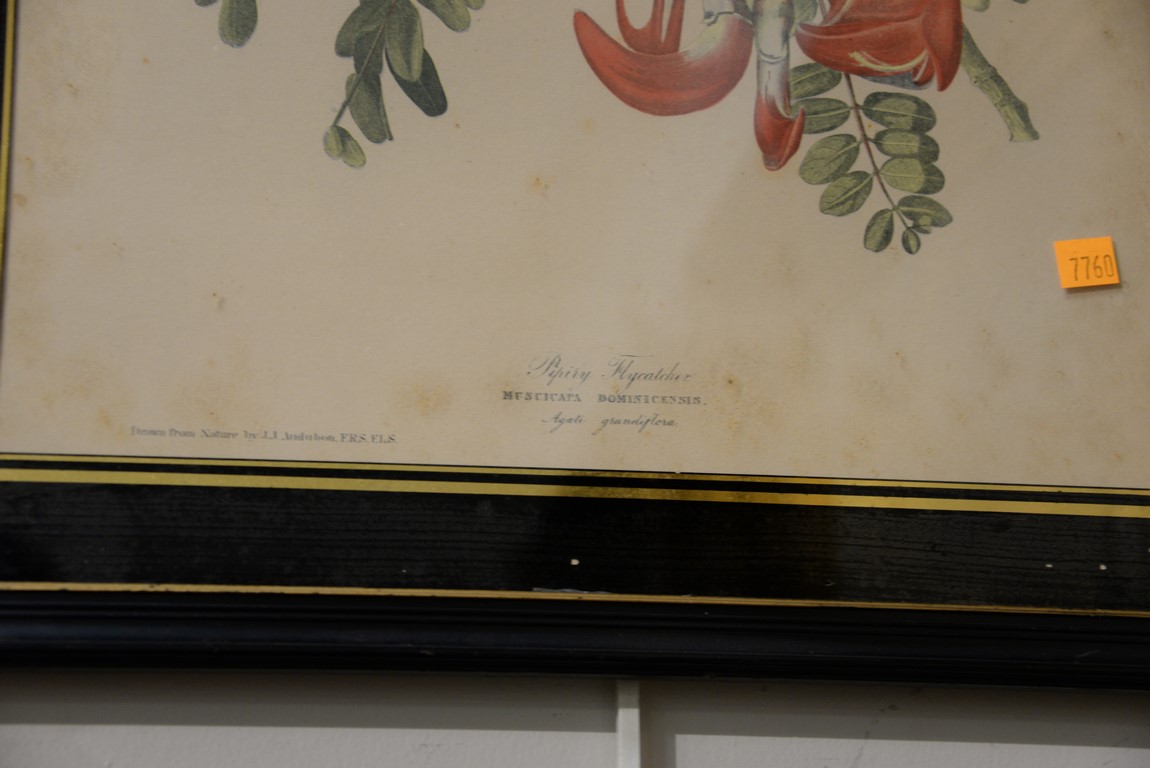 7760
Pipiry Flycatcher
MUSCICAPA DOMINICENSIS.
Agati grandiflora
Drawn from Nature by J.J. Audubon, F.R.S. F.L.S.